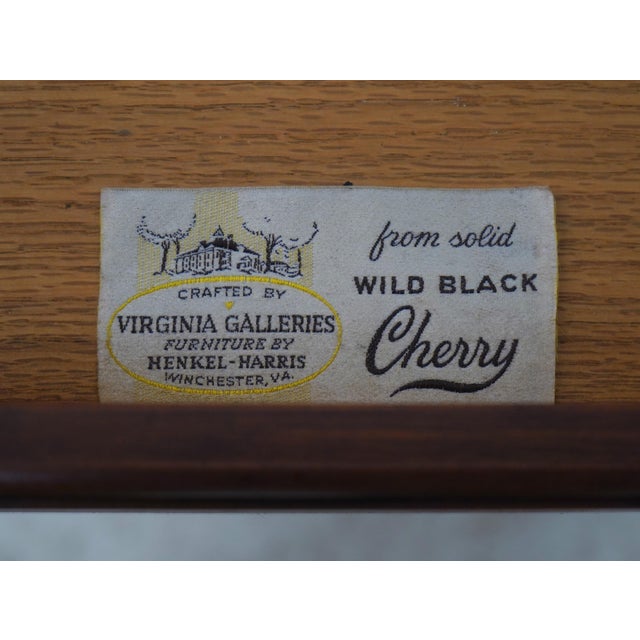 CRAFTED BY
VIRGINIA GALLERIES
FURNITURE BY
HENKEL-HARRIS
WINCHESTER, VA.
from solid
WILD BLACK
Cherry